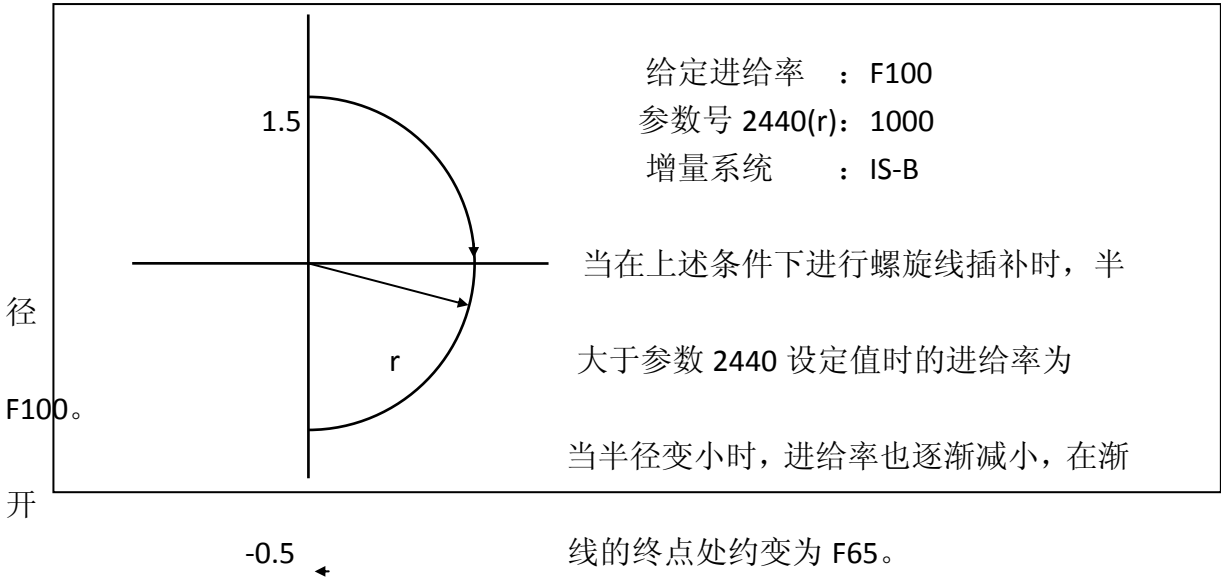 给定进给率 ：F100
1.5
参数号 2440(r)：1000
增量系统 ：IS-B
当在上述条件下进行螺旋线插补时，半
径
r
大于参数 2440 设定值时的进给率为
F100。
当半径变小时，进给率也逐渐减小，在渐
开
-0.5
线的终点处约变为 F65。